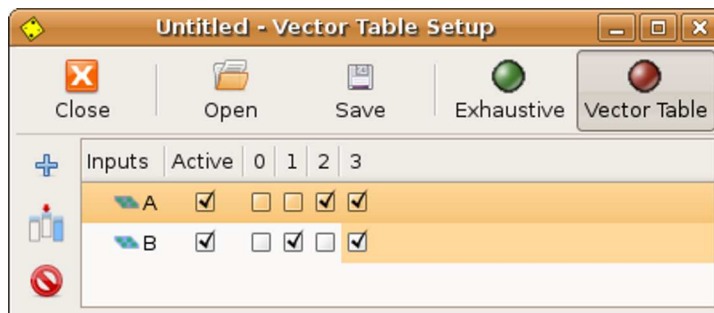 Untitled - Vector Table Setup
Close Open Save Exhaustive Vector Table
Inputs Active 0 1 2 3
A
B